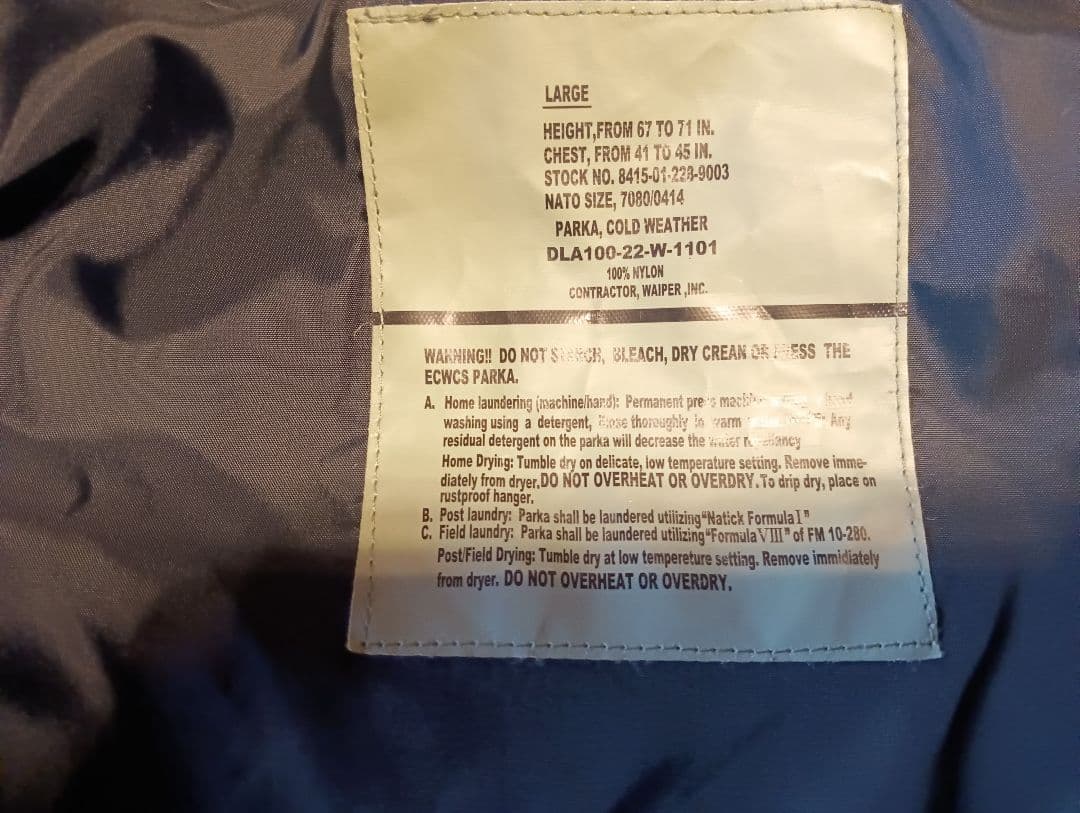 LARGE
HEIGHT,FROM 67 TO 71 IN.
CHEST, FROM 41 TO 45 IN.
STOCK NO. 8415-01-228-9003
NATO SIZE, 7080/0414
PARKA, COLD WEATHER
DLA100-22-W-1101
100% NYLON
CONTRACTOR, WAIPER ,INC.
WAKNING!! DO NOT BLEACH, DRY CREAN OR THE
ECWCS PARKA.
A. Home laundering (machine/hand): Permanent
washing using a detergent, thoroughly in warm Any
residual detergent on the parka will decrease the water
Home Drying: Tumble dry on delicate, low temperature setting. Remove imme-
diately from dryer,DO NOT OVERHEAT OR OVERDRY.To drip dry, place on
rustproof hanger.
B. Post laundry: Parka shall be laundered utilizing"Natick Formula I"
C. Field laundry: Parka shall be laundered utilizing"Formula VIII" of FM 10-280.
Post/Field Drying: Tumble dry at low tempereture setting. Remove immidiately
from dryer. DO NOT OVERHEAT OR OVERDRY.